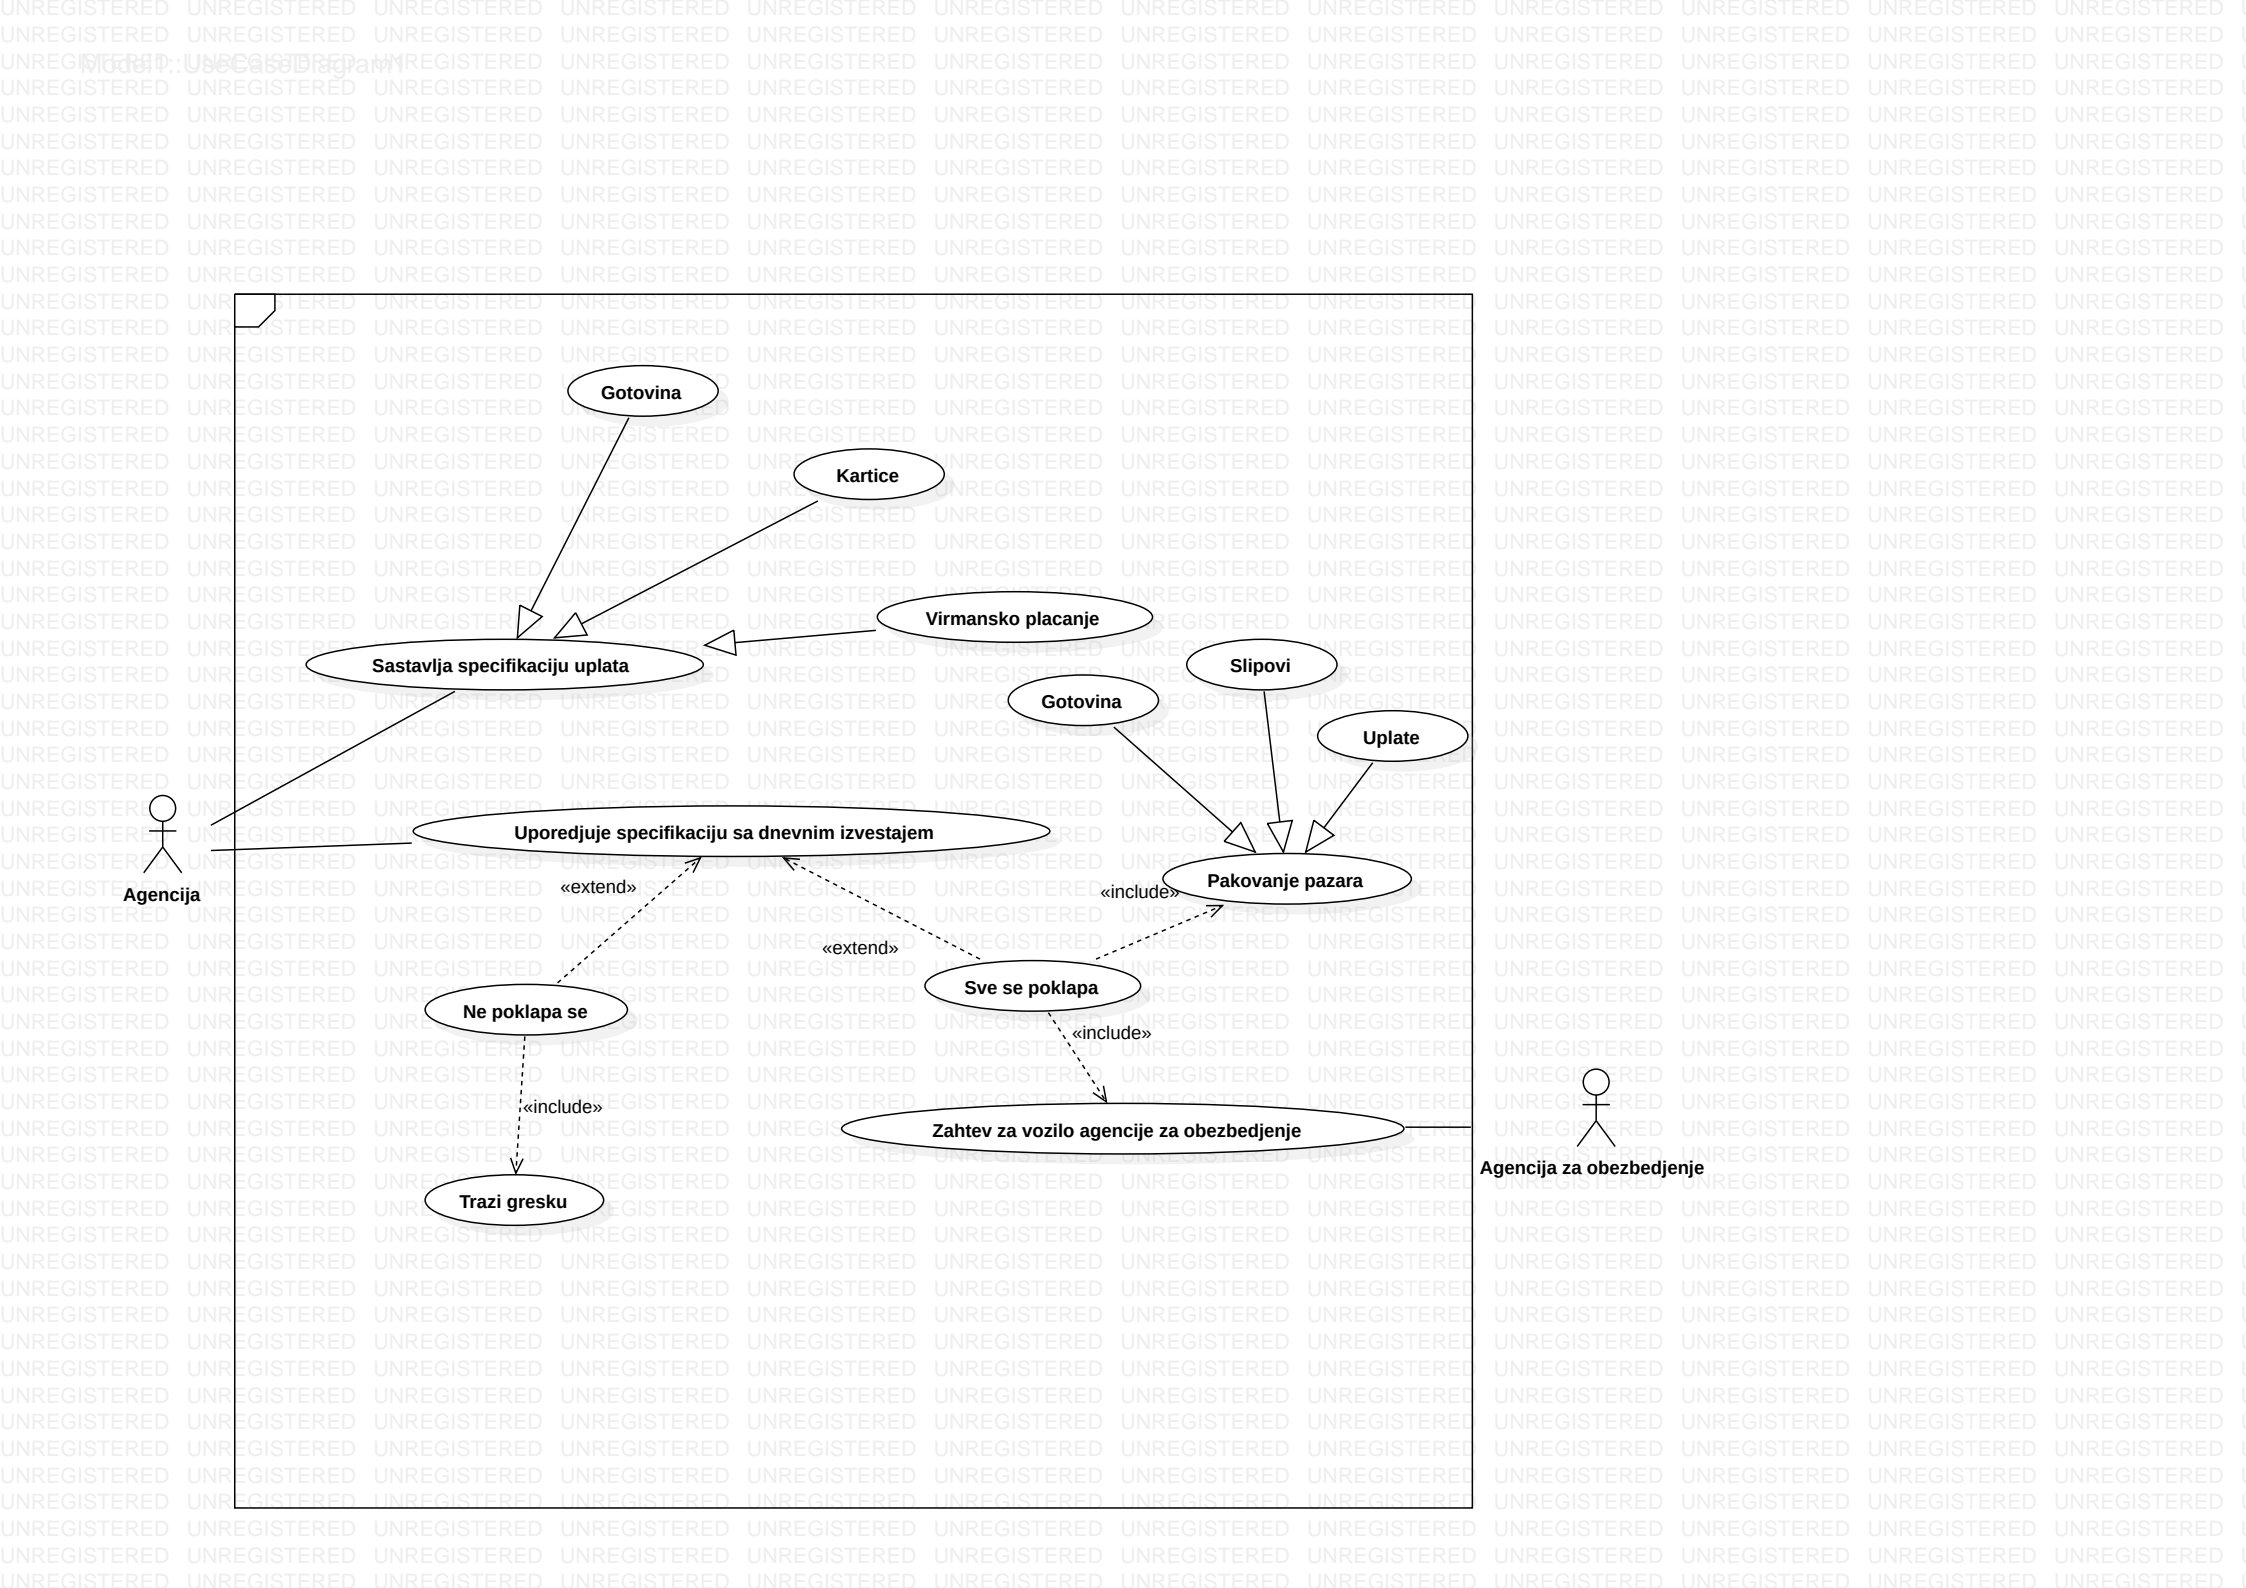 Model1::UseCaseDiagram1
Gotovina
Kartice
Virmansko placanje
Sastavlja specifikaciju uplata
Slipovi
Gotovina
Uplate
Uporedjuje specifikaciju sa dnevnim izvestajem
Agencija
«extend»
«include»
Pakovanje pazara
«extend»
Sve se poklapa
Ne poklapa se
«include»
«include»
Zahtev za vozilo agencije za obezbedjenje
Agencija za obezbedjenje
Trazi gresku
UNREGISTERED